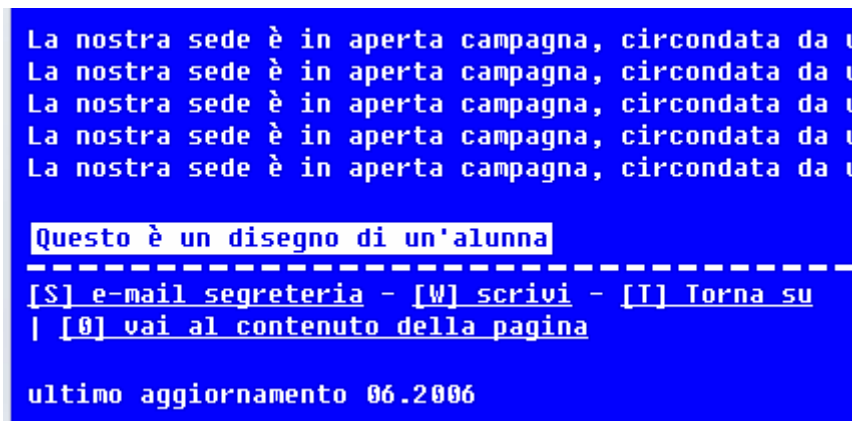 La nostra sede è in aperta campagna, circondata da
La nostra sede è in aperta campagna, circondata da
La nostra sede è in aperta campagna, circondata da
La nostra sede è in aperta campagna, circondata da
La nostra sede è in aperta campagna, circondata da
Questo è un disegno di un'alunna
[S] e-mail segreteria - [W] scrivi - [T] Torna su
| [0] vai al contenuto della pagina
ultimo aggiornamento 06.2006